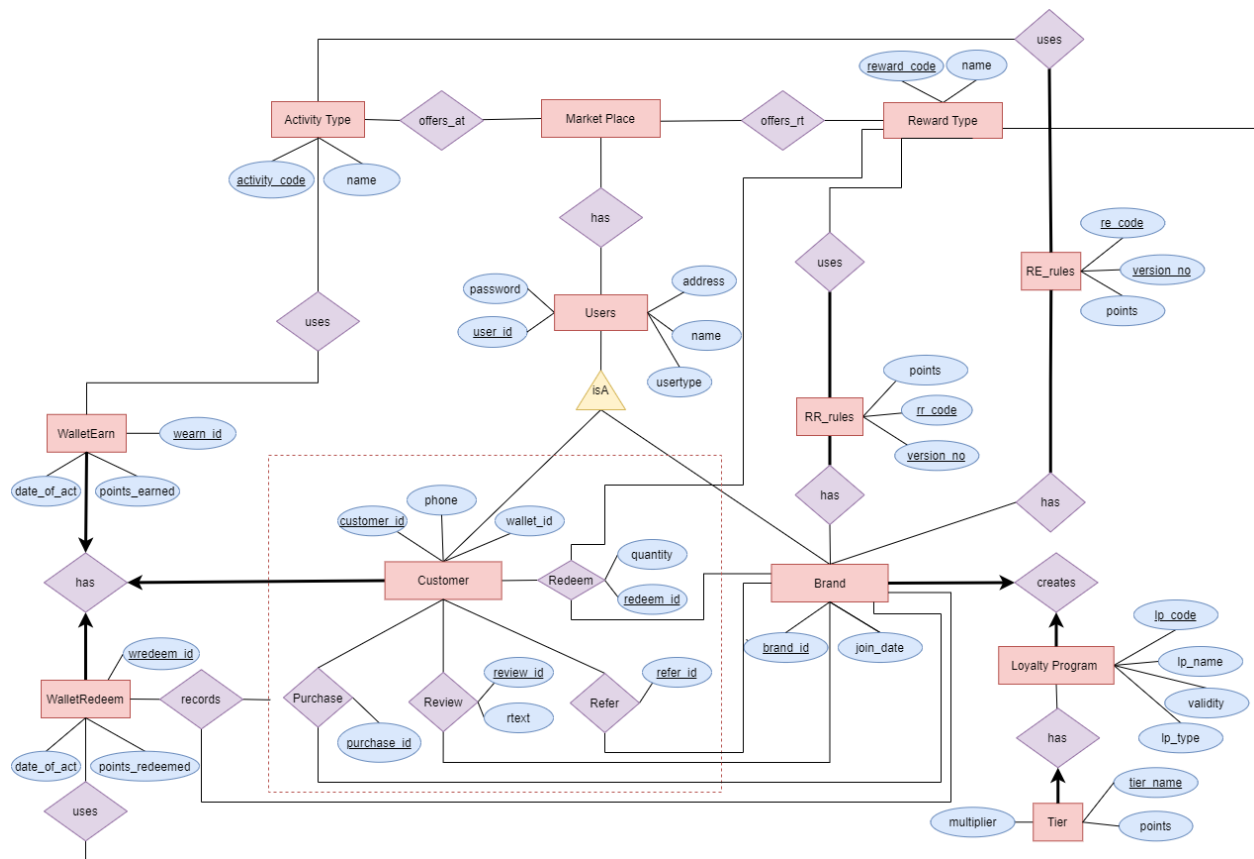 uses
reward_code
name
Activity Type
offers_at
Market Place
offers_rt
Reward Type
activity_code
name
has
re_code
uses
RE_rules
version_no
points
password
address
user_id
Users
name
usertype
uses
isA
points
RR_rules
rr_code
version_no
WalletEarn
wearn_id
date_of_act
points_earned
phone
customer_id
wallet_id
has
has
quantity
has
Customer
Redeem
redeem_id
Brand
creates
brand_id
join_date
lp_code
wredeem_id
Loyalty Program
lp_name
WalletRedeem
records
Purchase
review_id
refer_id
Review
rtext
Refer
validity
purchase_id
lp_type
has
date_of_act
points_redeemed
uses
tier_name
multiplier
Tier
points